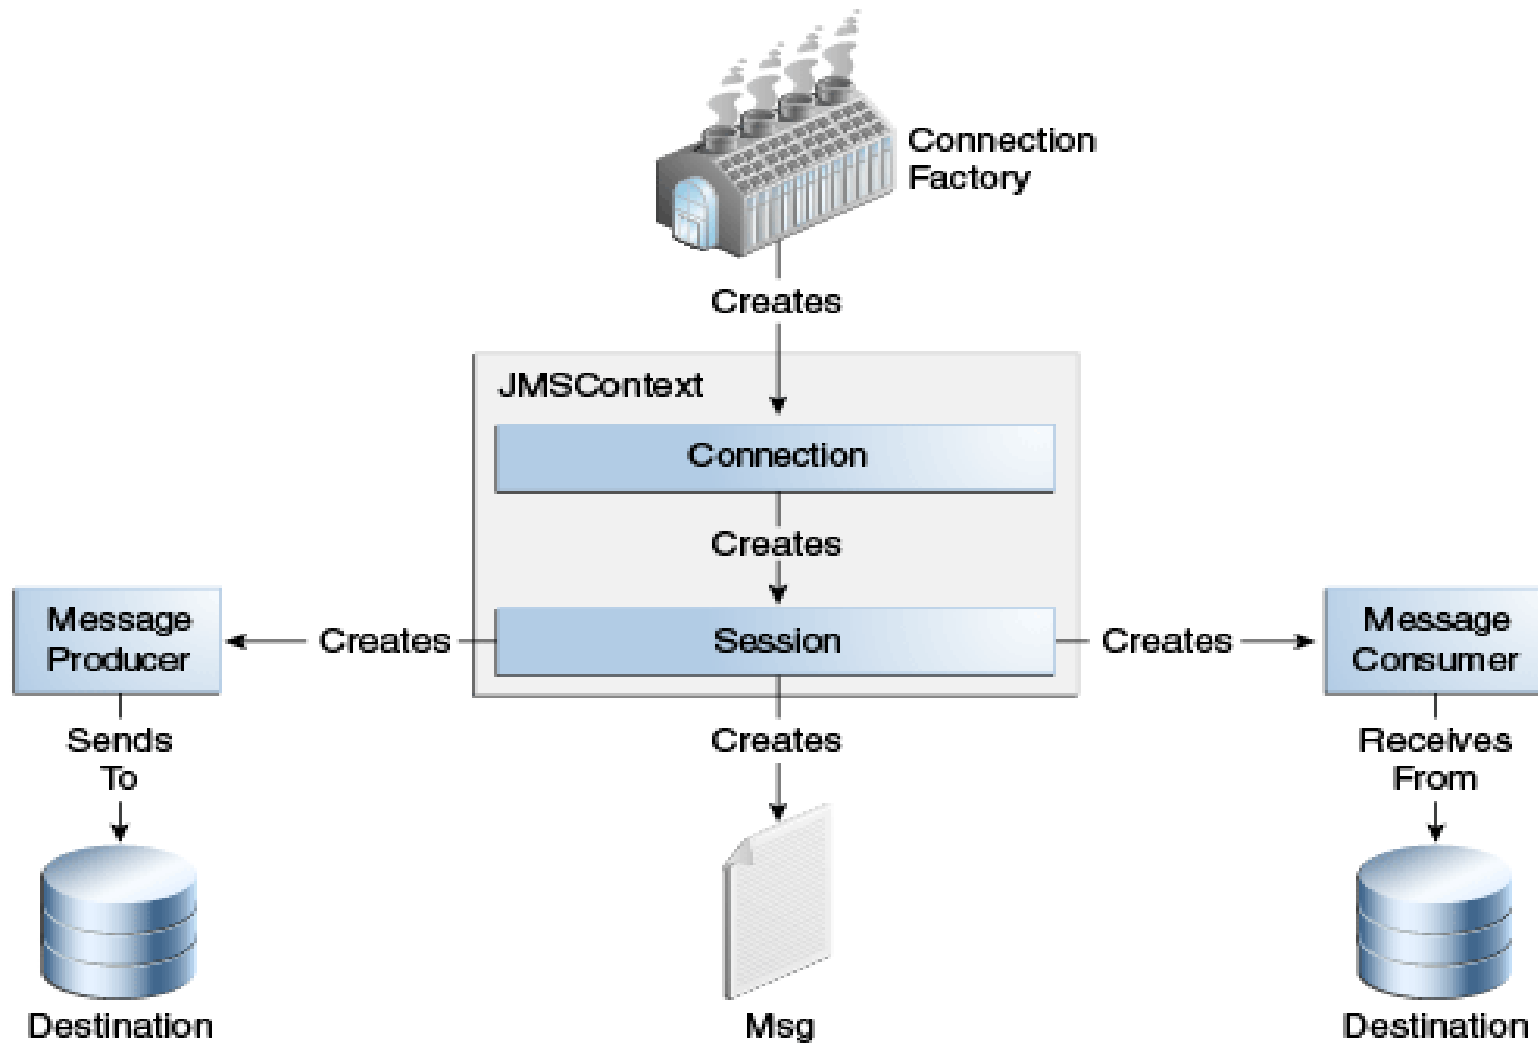 Connection
Factory
Creates
JMSContext
Connection
Creates
Message
Producer
Creates
Session
Creates
Message
Consumer
Sends
To
Creates
Receives
From
Destination
Msg
Destination